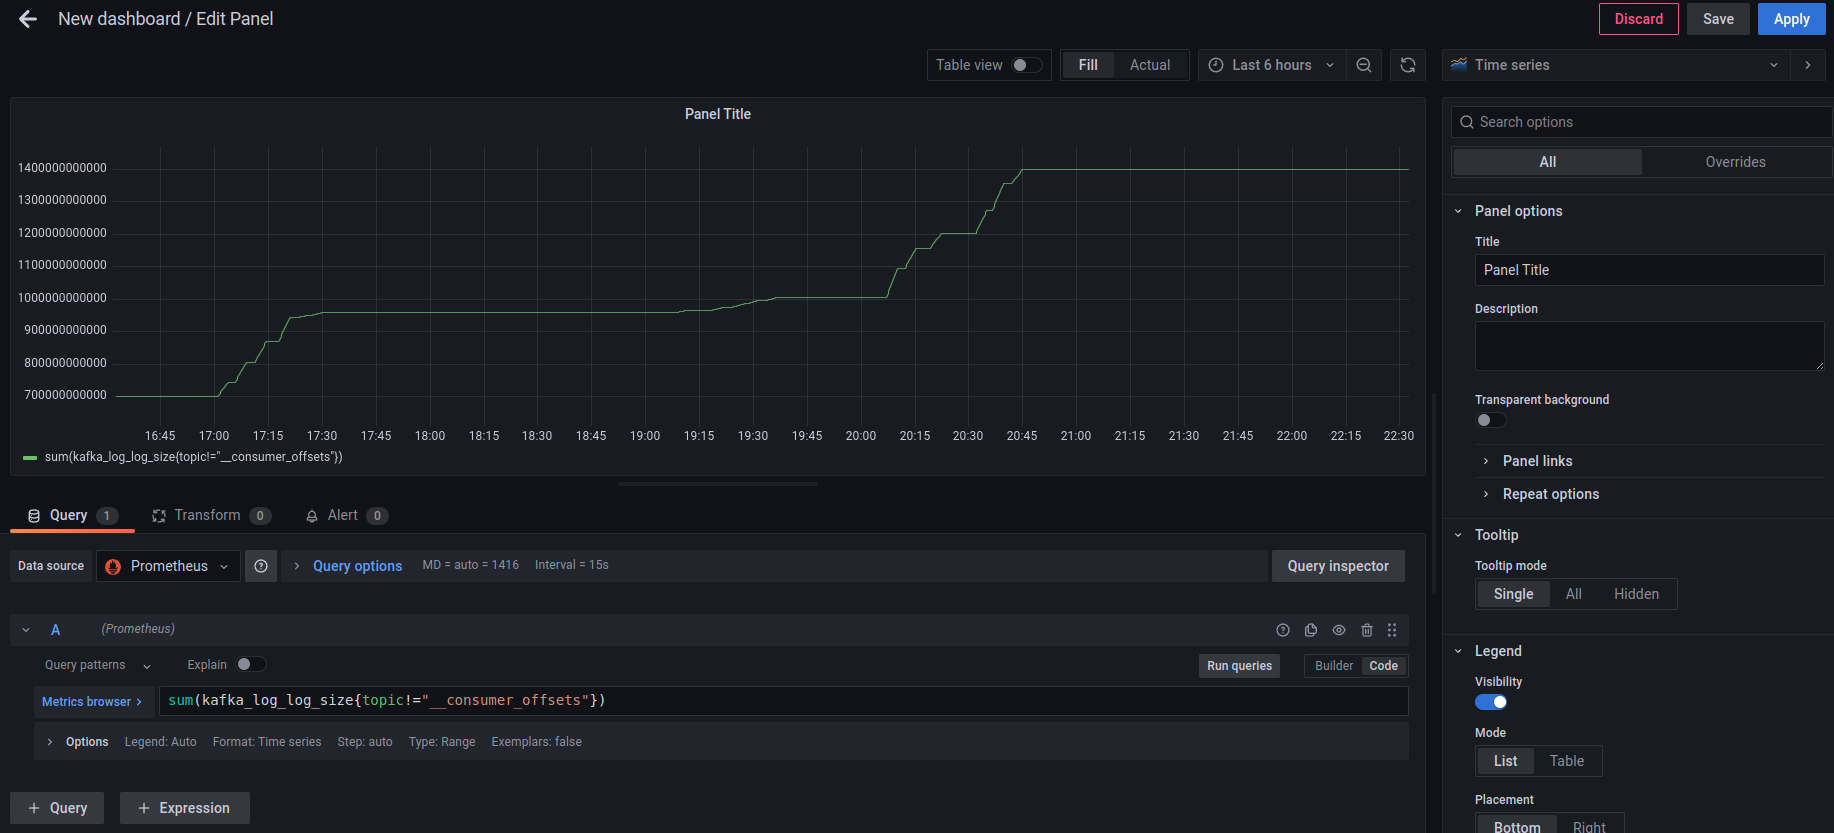 New dashboard / Edit Panel
Discard
Save
Apply
Table view
Fill
Actual
Last 6 hours
Time series
Panel Title
1400000000000
1300000000000
1200000000000
1100000000000
1000000000000
900000000000
800000000000
700000000000
16:45 17:00 17:15 17:30 17:45 18:00 18:15 18:30 18:45 19:00 19:15 19:30 19:45 20:00 20:15 20:30 20:45 21:00 21:15 21:30 21:45 22:00 22:15 22:30
sum(kafka_log_log_size{topic!="__consumer_offsets"})
Query 1
Transform 0
Alert 0
Data source
Prometheus
Query options
MD = auto = 1416
Interval = 15s
Query inspector
A
(Prometheus)
Query patterns
Explain
Run queries
Builder
Code
Metrics browser >
sum(kafka_log_log_size{topic!="__consumer_offsets"})
Options
Legend: Auto
Format: Time series
Step: auto
Type: Range
Exemplars: false
+ Query
+ Expression
Search options
All
Overrides
Panel options
Title
Panel Title
Description
Transparent background
Panel links
Repeat options
Tooltip
Tooltip mode
Single
All
Hidden
Legend
Visibility
Mode
List
Table
Placement
Bottom
Right